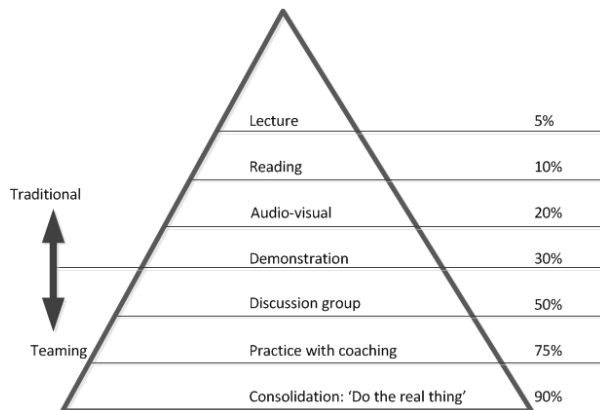 Lecture 5%
Reading 10%
Traditional
Audio-visual 20%
Demonstration 30%
Discussion group 50%
Teaming
Practice with coaching 75%
Consolidation: ‘Do the real thing’ 90%